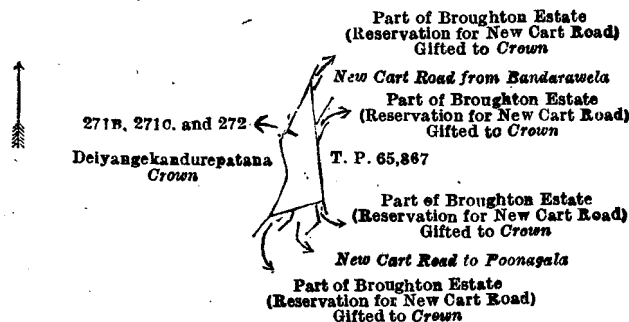 Part of Broughton Estate
(Reservation for New Cart Road)
Gifted to Crown
New Cart Road from Bandarawela
Part of Broughton Estate
(Reservation for New Cart Road)
Gifted to Crown
271B, 271C. and 272
Deiyangekandurepatana
Crown
T. P. 65,867
Part of Broughton Estate
(Reservation for New Cart Road)
Gifted to Crown
New Cart Road to Poonagala
Part of Broughton Estate
(Reservation for New Cart Road)
Gifted to Crown